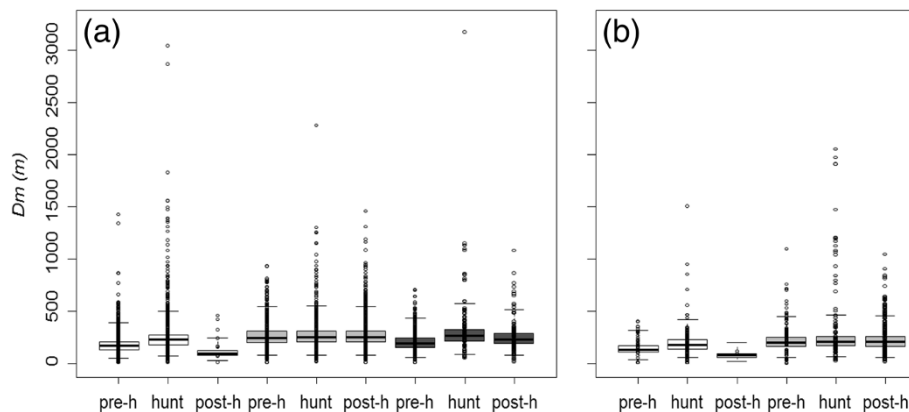 (a) (b)
Dm (m)
3000
2500
2000
1500
1000
500
0
pre-h hunt post-h pre-h hunt post-h pre-h hunt post-h
pre-h hunt post-h pre-h hunt post-h